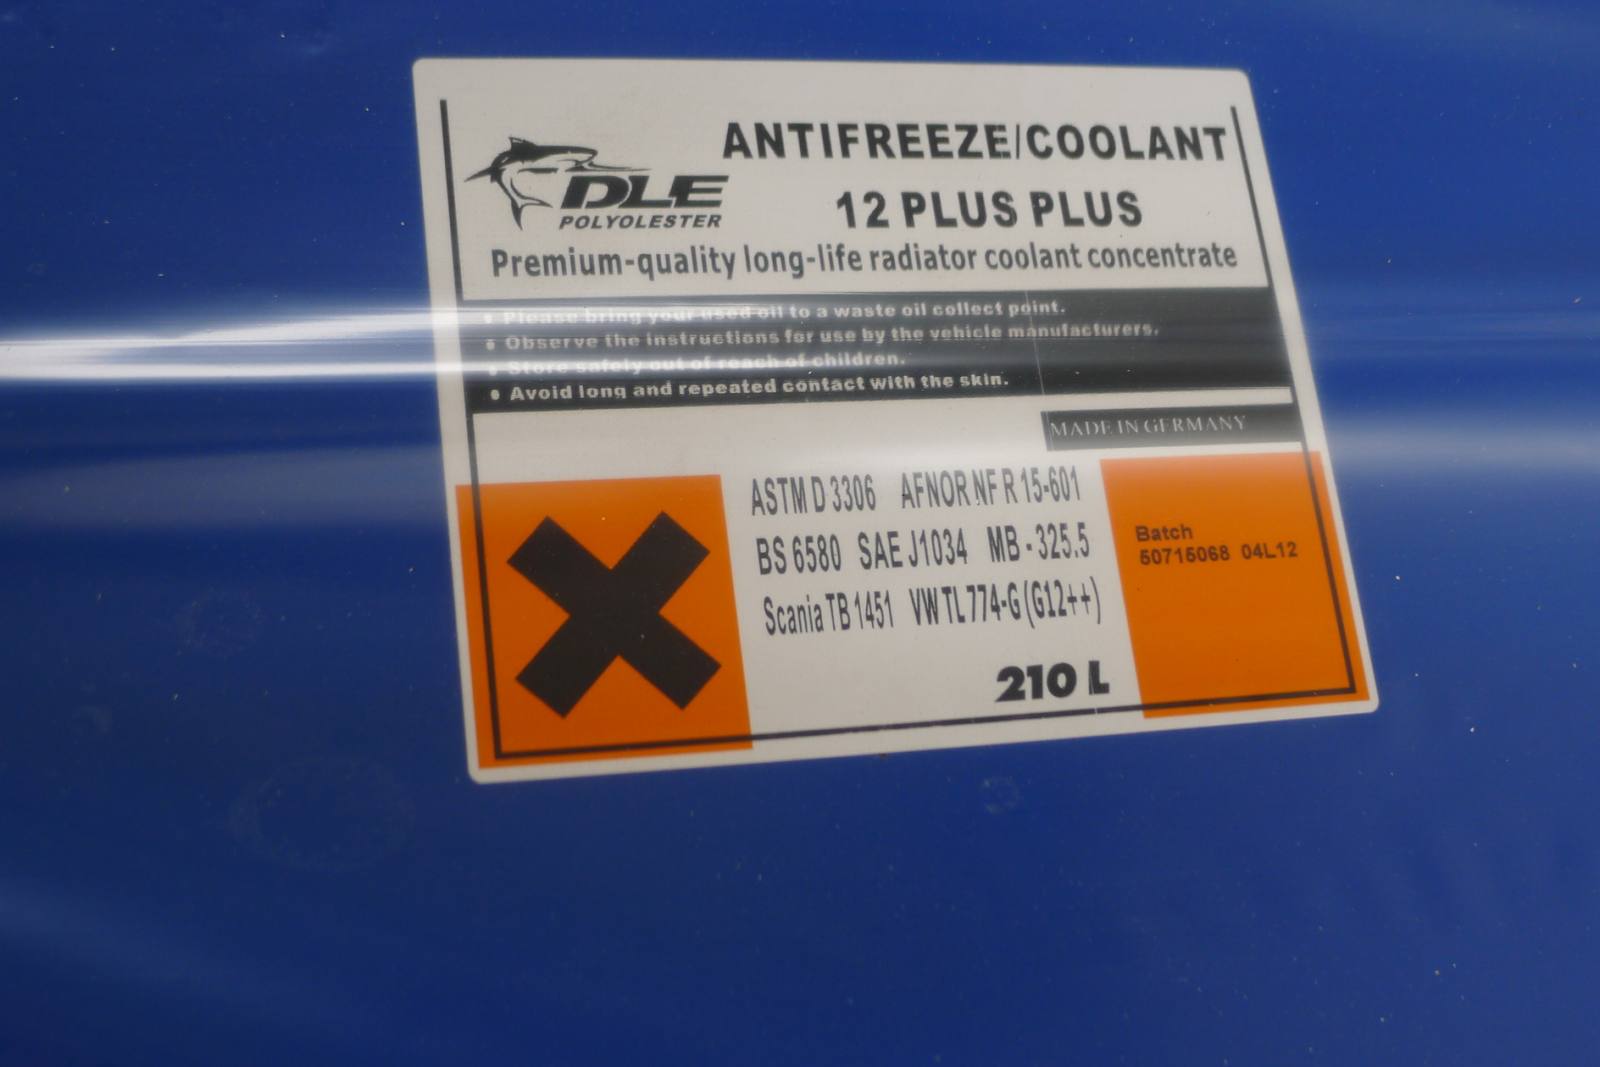 ANTIFREEZE/COOLANT
DLE
POLYOLESTER
12 PLUS PLUS
Premium-quality long-life radiator coolant concentrate
• Please bring your used oil to a waste oil collect point.
• Observe the instructions for use by the vehicle manufacturers.
• Store safely out of reach of children.
• Avoid long and repeated contact with the skin.
MADE IN GERMANY
ASTM D 3306 AFNOR NF R 15-601
BS 6580 SAE J1034 MB - 325.5
Scania TB 1451 VW TL 774-G (G12++)
210 L
Batch
50715068 04L12